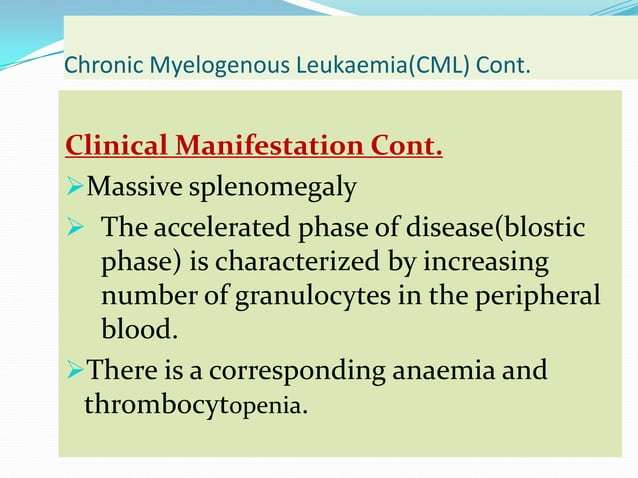 Chronic Myelogenous Leukaemia(CML) Cont.
Clinical Manifestation Cont.
➢Massive splenomegaly
➢ The accelerated phase of disease(blostic
phase) is characterized by increasing
number of granulocytes in the peripheral
blood.
➢There is a corresponding anaemia and
thrombocytopenia.